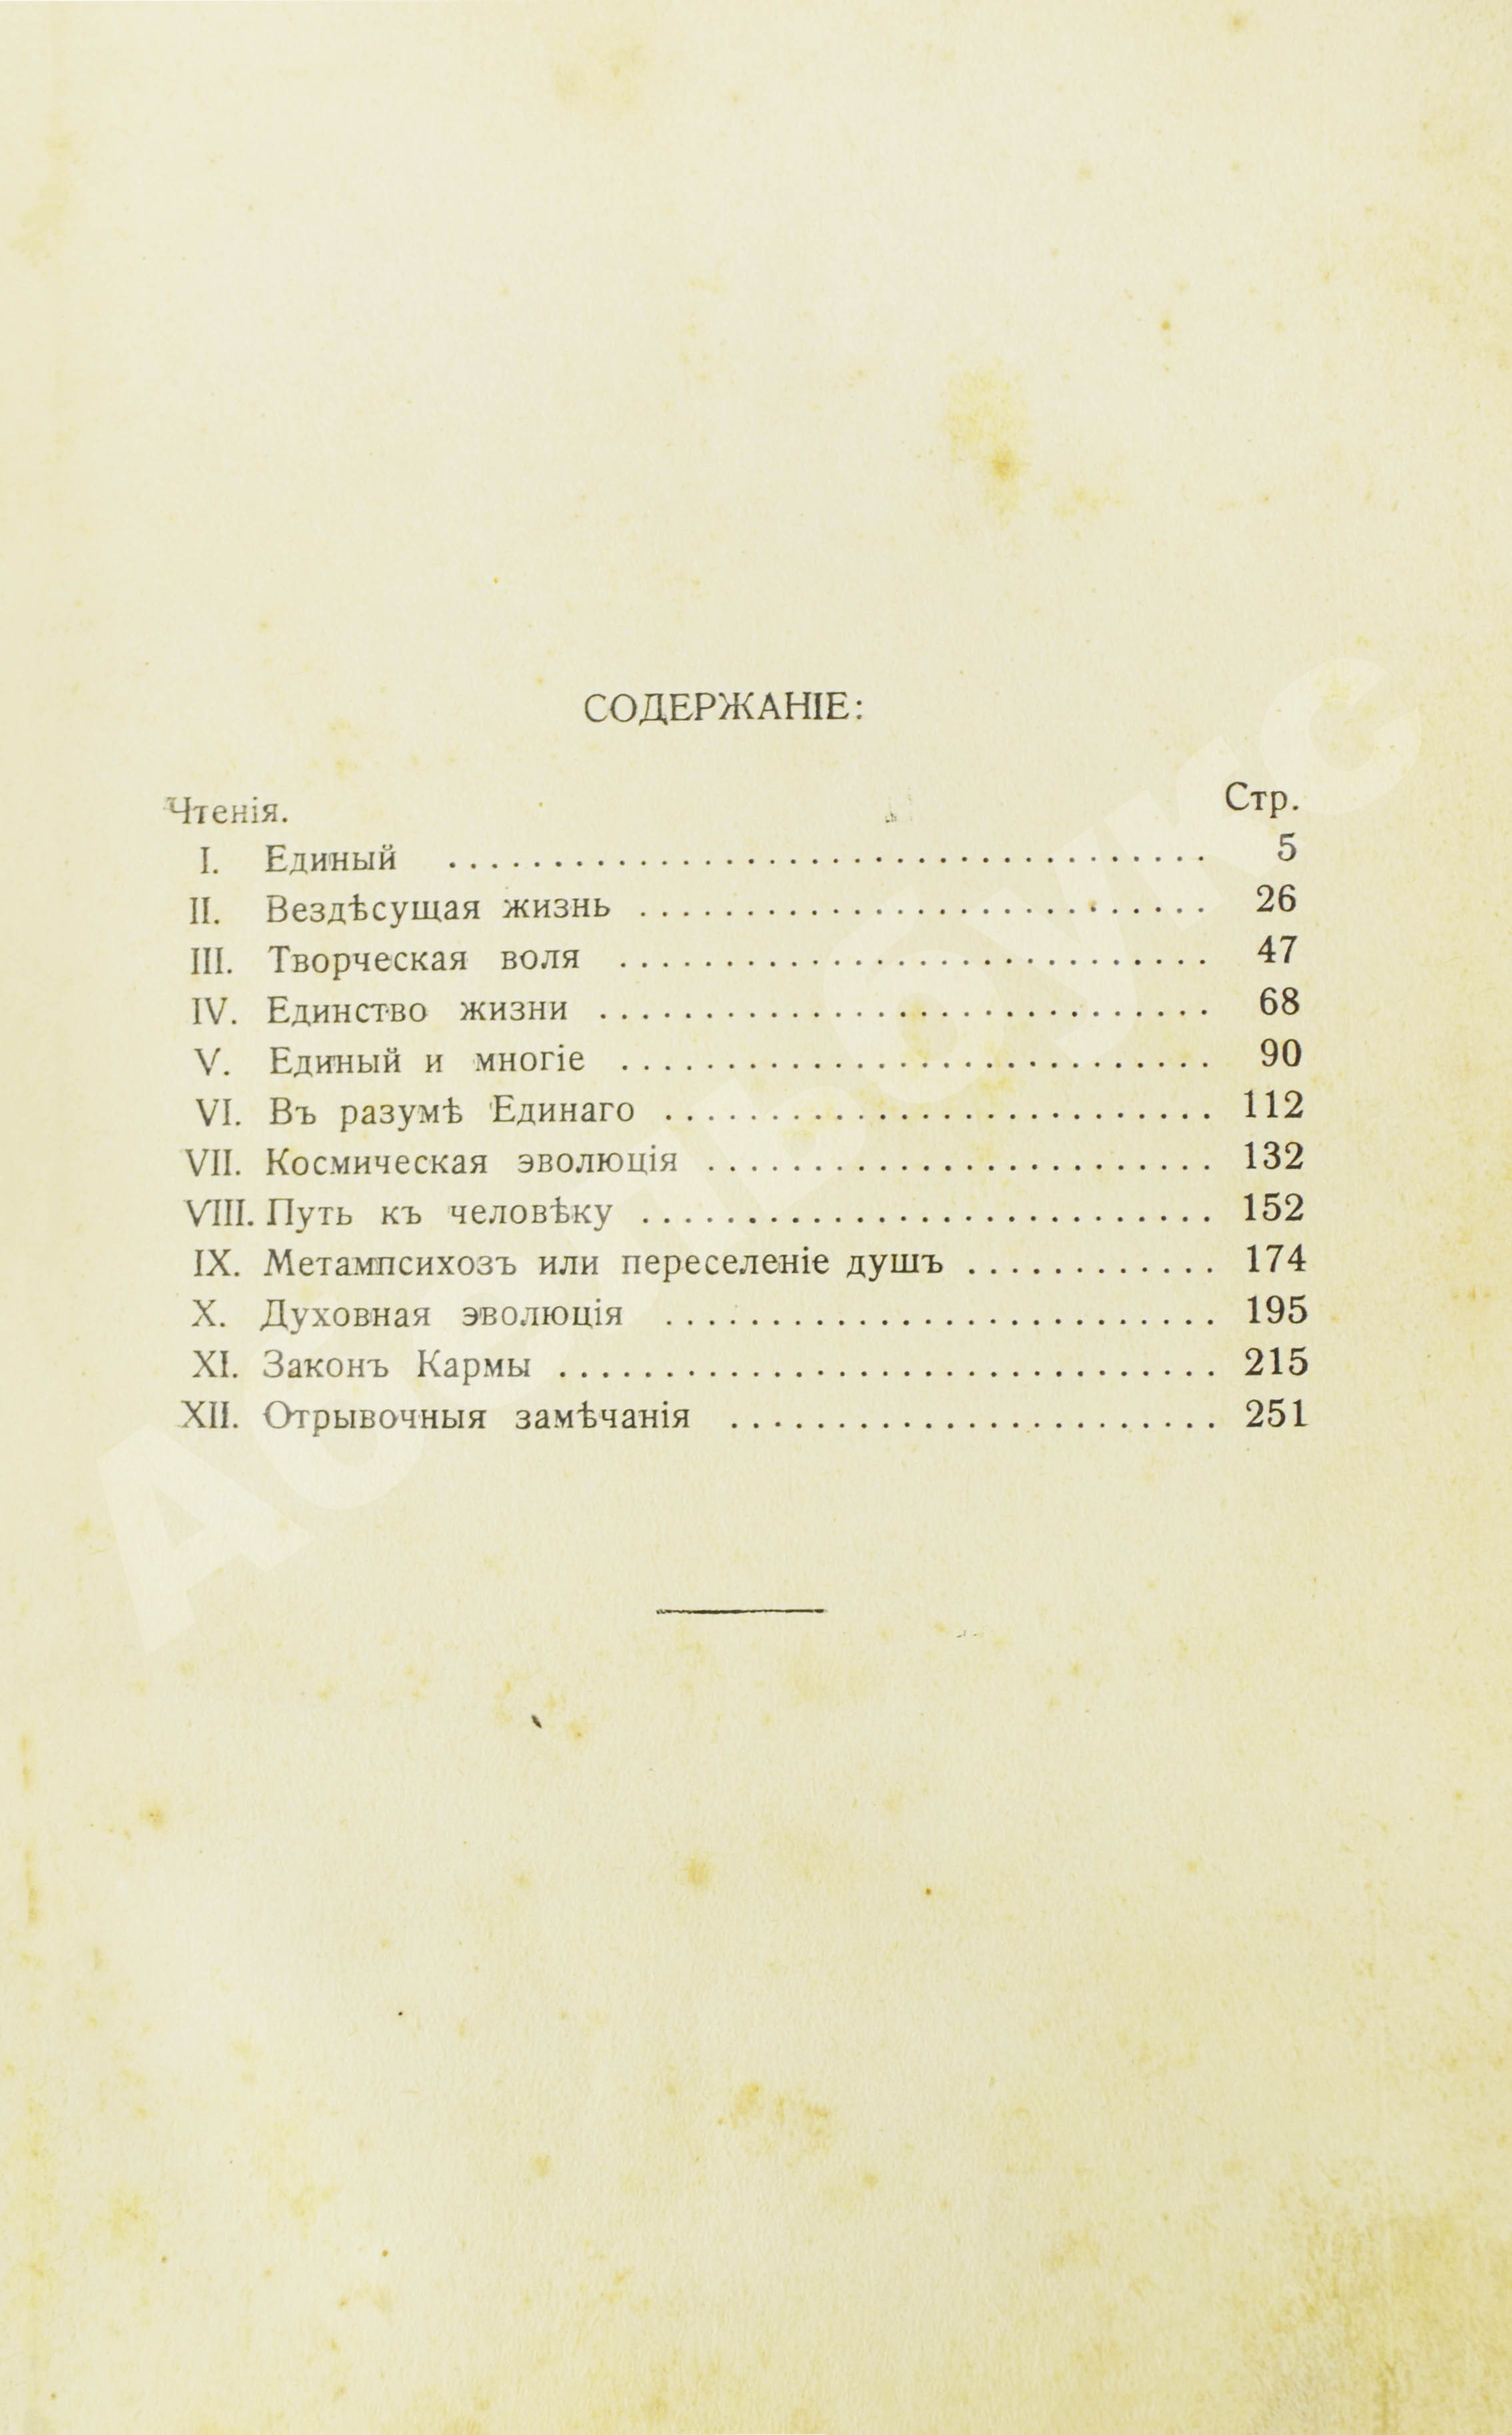 СОДЕРЖАНІЕ:
Чтенія. Стр.
I. Единый ................................... 5
II. Вездѣсущая жизнь ........................... 26
III. Творческая воля ............................ 47
IV. Единство жизни ............................. 68
V. Единый и многіе ............................ 90
VI. Въ разумѣ Единаго .......................... 112
VII. Космическая эволюція ........................ 132
VIII. Путь къ человѣку ........................... 152
IX. Метампсихозъ или переселеніе душъ ............ 174
X. Духовная эволюція .......................... 195
XI. Законъ Кармы ............................... 215
XII. Отрывочныя замѣчанія ....................... 251